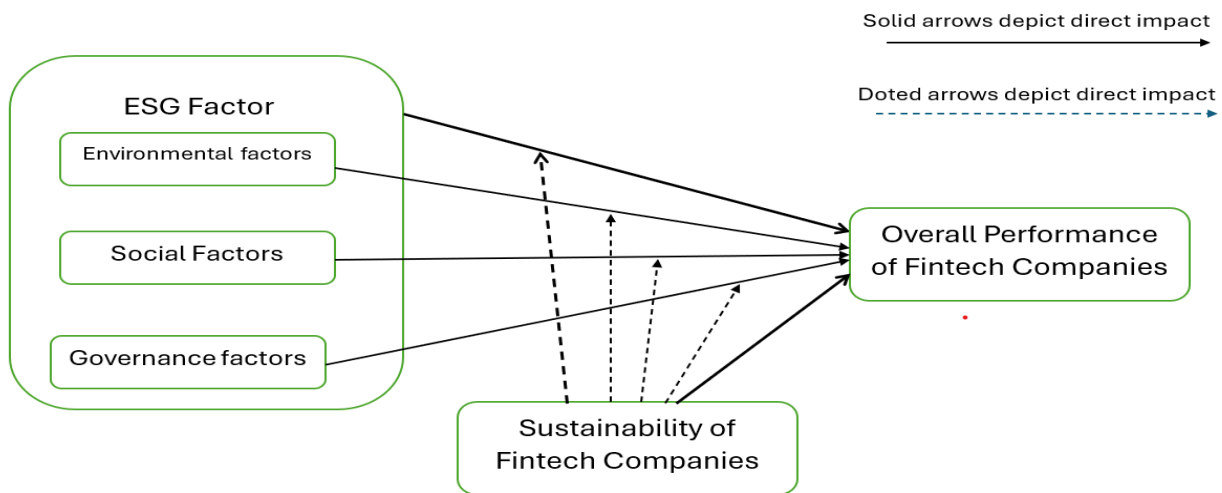 Solid arrows depict direct impact
Doted arrows depict direct impact
ESG Factor
Environmental factors
Social Factors
Governance factors
Overall Performance
of Fintech Companies
Sustainability of
Fintech Companies